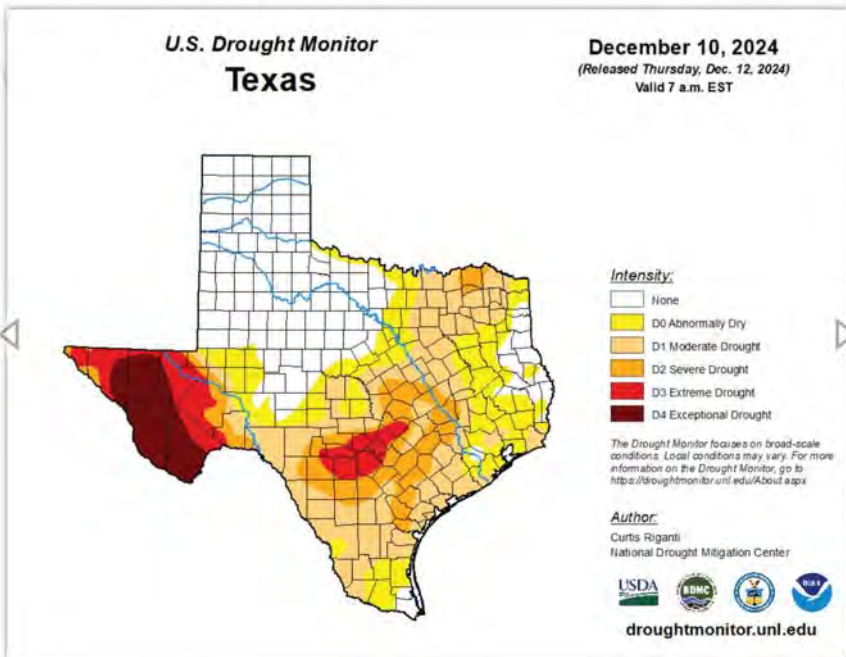 U.S. Drought Monitor
Texas
December 10, 2024
(Released Thursday, Dec. 12, 2024)
Valid 7 a.m. EST
Intensity:
None
D0 Abnormally Dry
D1 Moderate Drought
D2 Severe Drought
D3 Extreme Drought
D4 Exceptional Drought
The Drought Monitor focuses on broad-scale
conditions. Local conditions may vary. For more
information on the Drought Monitor, go to
https://droughtmonitor.unl.edu/About.aspx
Author:
Curtis Riganti
National Drought Mitigation Center
USDA
NDMC
NOAA
droughtmonitor.unl.edu